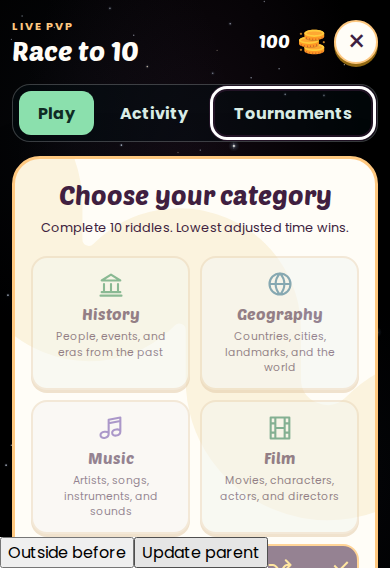 LIVE PVP
Race to 10
100
Play
Activity
Tournaments
Choose your category
Complete 10 riddles. Lowest adjusted time wins.
History
People, events, and
eras from the past
Geography
Countries, cities,
landmarks, and the
world
Music
Artists, songs,
instruments, and
sounds
Film
Movies, characters,
actors, and directors
Outside before
Update parent